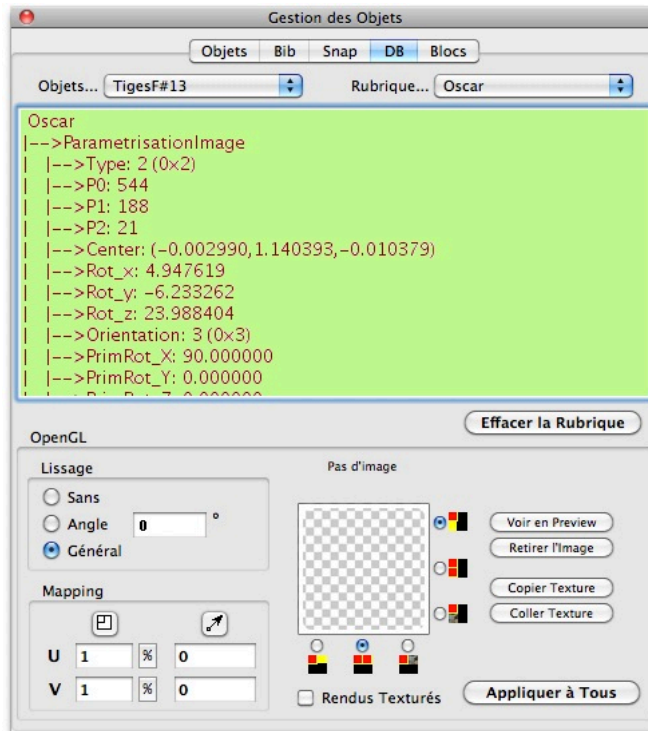 Gestion des Objets
Objets Bib Snap DB Blocs
Objets... TigesF#13 Rubrique... Oscar
Oscar
|-->ParametrisationImage
| |-->Type: 2 (0x2)
| |-->P0: 544
| |-->P1: 188
| |-->P2: 21
| |-->Center: (-0.002990,1.140393,-0.010379)
| |-->Rot_x: 4.947619
| |-->Rot_y: -6.233262
| |-->Rot_z: 23.988404
| |-->Orientation: 3 (0x3)
| |-->PrimRot_X: 90.000000
| |-->PrimRot_Y: 0.000000
| |-->PrimRot_Z: 0.000000
Effacer la Rubrique
OpenGL
Lissage
Pas d'image
Sans
Angle 0 °
Général
Voir en Preview
Retirer l'Image
Copier Texture
Coller Texture
Mapping
U 1 % 0
V 1 % 0
Rendus Texturés
Appliquer à Tous